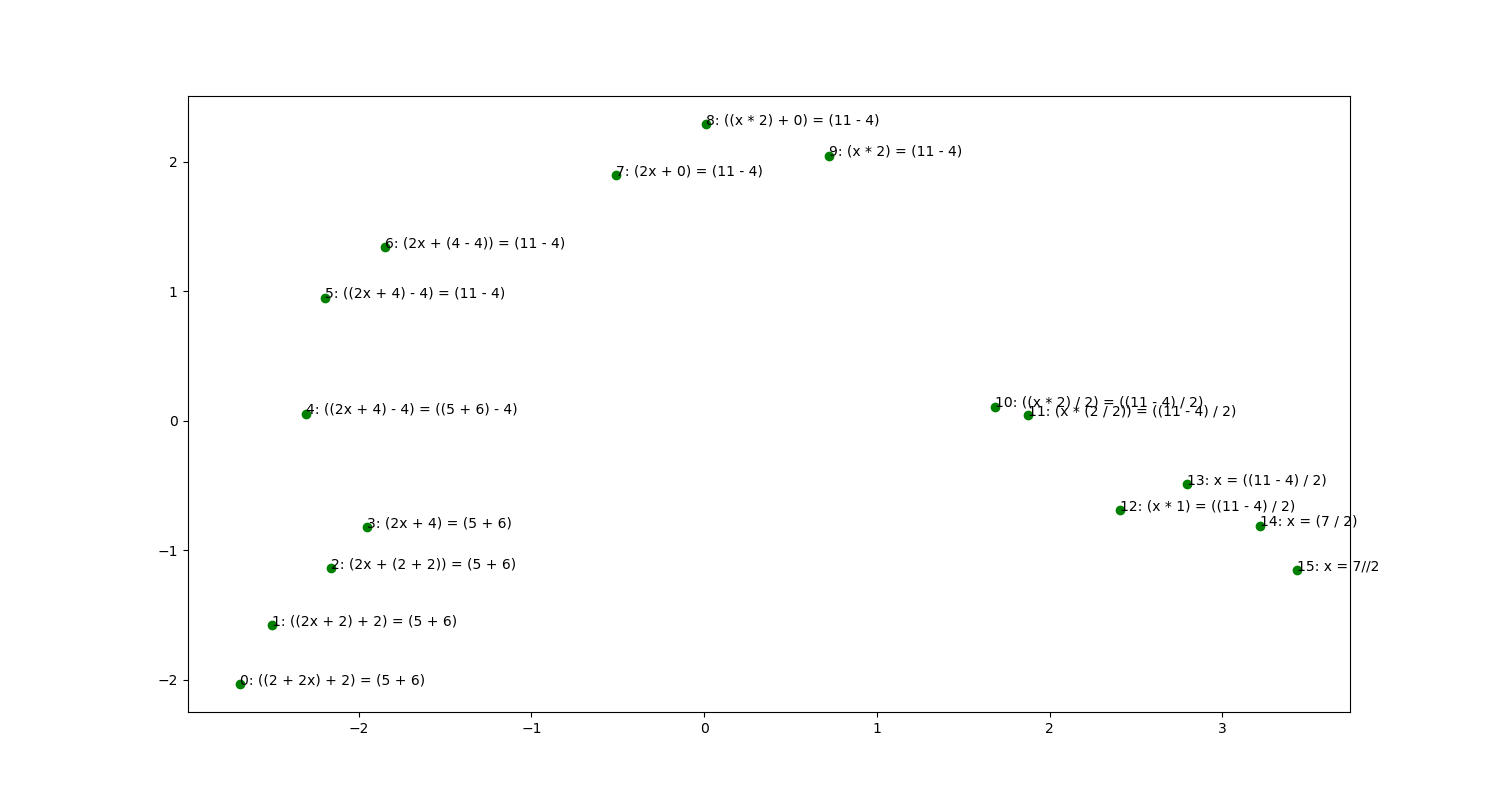 8: ((x * 2) + 0) = (11 - 4)
9: (x * 2) = (11 - 4)
2
7: (2x + 0) = (11 - 4)
6: (2x + (4 - 4)) = (11 - 4)
1
5: ((2x + 4) - 4) = (11 - 4)
10: ((x * 2) / 2) = ((11 - 4) / 2)
4: ((2x + 4) - 4) = ((5 + 6) - 4)
11: (x * (2 / 2)) = ((11 - 4) / 2)
0
13: x = ((11 - 4) / 2)
12: (x * 1) = ((11 - 4) / 2)
3: (2x + 4) = (5 + 6)
14: x = (7 / 2)
−1
2: (2x + (2 + 2)) = (5 + 6)
15: x = 7//2
1: ((2x + 2) + 2) = (5 + 6)
−2
0: ((2 + 2x) + 2) = (5 + 6)
−2 −1 0 1 2 3